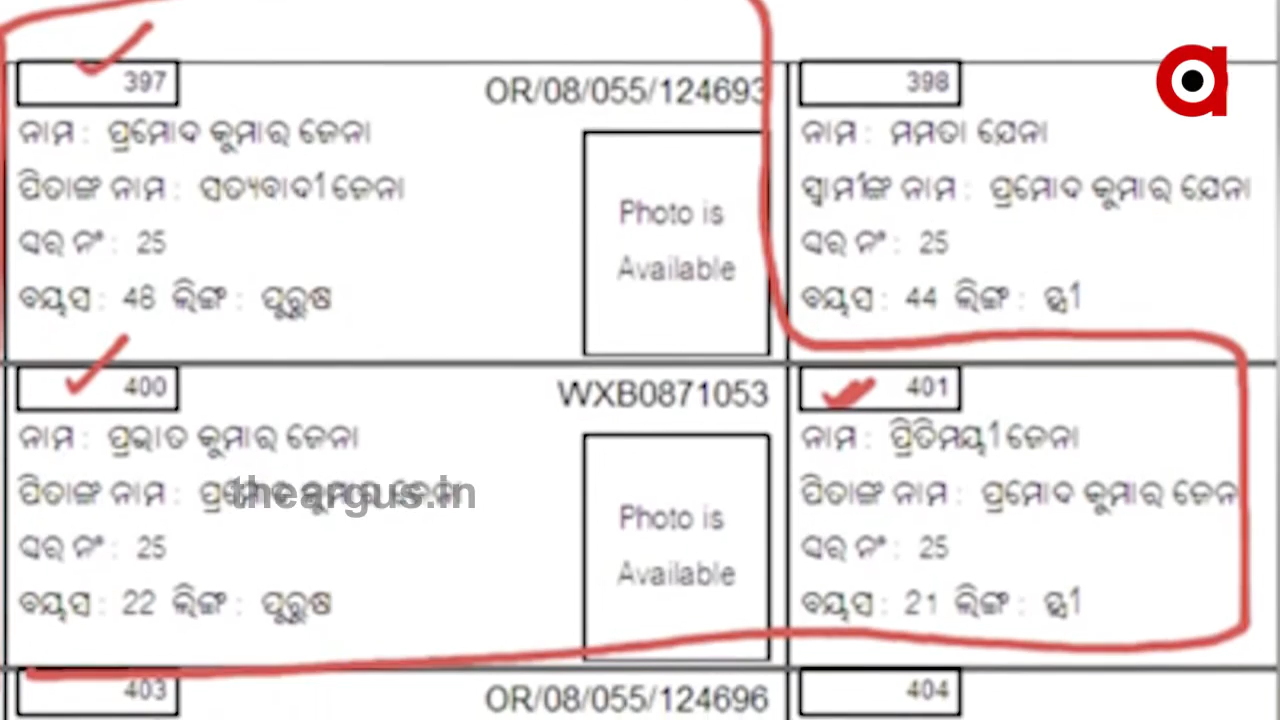 397
OR/08/055/124693
ନାମ : ପ୍ରମୋଦ କୁମାର ଜେନା
ପିତାଙ୍କ ନାମ : ସତ୍ୟବାଦୀ ଜେନା
ଘର ନଂ : 25
ବୟସ : 48 ଲିଙ୍ଗ : ପୁରୁଷ
Photo is
Available
398
ନାମ : ମମତା ଯେନା
ସ୍ୱାମୀଙ୍କ ନାମ : ପ୍ରମୋଦ କୁମାର ଯେନା
ଘର ନଂ : 25
ବୟସ : 44 ଲିଙ୍ଗ : ସ୍ତ୍ରୀ
400
WXB0871053
ନାମ : ପ୍ରଭାତ କୁମାର ଜେନା
ପିତାଙ୍କ ନାମ :
theargus.in
ଘର ନଂ : 25
ବୟସ : 22 ଲିଙ୍ଗ : ପୁରୁଷ
Photo is
Available
401
ନାମ : ପ୍ରିତିମୟୀ ଜେନା
ପିତାଙ୍କ ନାମ : ପ୍ରମୋଦ କୁମାର ଜେନ
ଘର ନଂ : 25
ବୟସ : 21 ଲିଙ୍ଗ : ସ୍ତ୍ରୀ
403
OR/08/055/124696
404